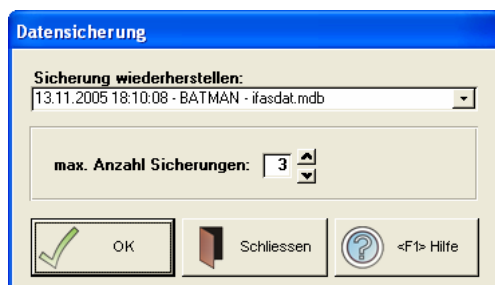 Datensicherung
Sicherung wiederherstellen:
13.11.2005 18:10:08 - BATMAN - ifasdat.mdb
max. Anzahl Sicherungen: 3
OK Schliessen <F1> Hilfe